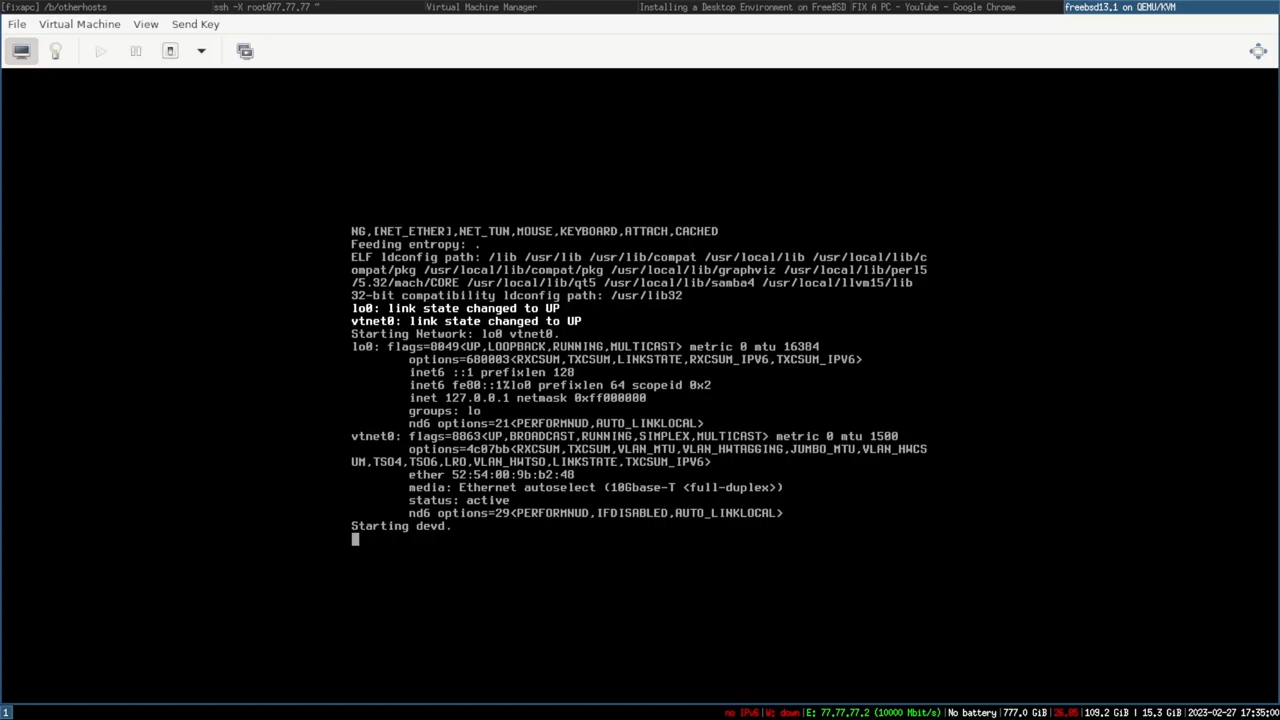 [fixapc] /b/otherhosts ssh -X root@77.77.77 ~ Virtual Machine Manager Installing a Desktop Environment on FreeBSD FIX A PC - YouTube - Google Chrome freebsd13.1 on QEMU/KVM
File Virtual Machine View Send Key
NG,[NET_ETHER],NET_TUN,MOUSE,KEYBOARD,ATTACH,CACHED
Feeding entropy: .
ELF ldconfig path: /lib /usr/lib /usr/lib/compat /usr/local/lib /usr/local/lib/c
ompat/pkg /usr/local/lib/compat/pkg /usr/local/lib/graphviz /usr/local/lib/perl5
/5.32/mach/CORE /usr/local/lib/qt5 /usr/local/lib/samba4 /usr/local/llvm15/lib
32-bit compatibility ldconfig path: /usr/lib32
lo0: link state changed to UP
vtnet0: link state changed to UP
Starting Network: lo0 vtnet0.
lo0: flags=8049<UP,LOOPBACK,RUNNING,MULTICAST> metric 0 mtu 16384
options=680003<RXCSUM,TXCSUM,LINKSTATE,RXCSUM_IPV6,TXCSUM_IPV6>
inet6 ::1 prefixlen 128
inet6 fe80::1%lo0 prefixlen 64 scopeid 0x2
inet 127.0.0.1 netmask 0xff000000
groups: lo
nd6 options=21<PERFORMNUD,AUTO_LINKLOCAL>
vtnet0: flags=8863<UP,BROADCAST,RUNNING,SIMPLEX,MULTICAST> metric 0 mtu 1500
options=4c07bb<RXCSUM,TXCSUM,VLAN_MTU,VLAN_HWTAGGING,JUMBO_MTU,VLAN_HWCS
UM,TSO4,TSO6,LRO,VLAN_HWTSO,LINKSTATE,TXCSUM_IPV6>
ether 52:54:00:9b:b2:48
media: Ethernet autoselect (10Gbase-T <full-duplex>)
status: active
nd6 options=29<PERFORMNUD,IFDISABLED,AUTO_LINKLOCAL>
Starting devd.
1 no IPv6|W: down|E: 77.77.77.2 (10000 Mbit/s)|No battery|777.0 GiB|26.05|109.2 GiB | 15.3 GiB|2023-02-27 17:35:00